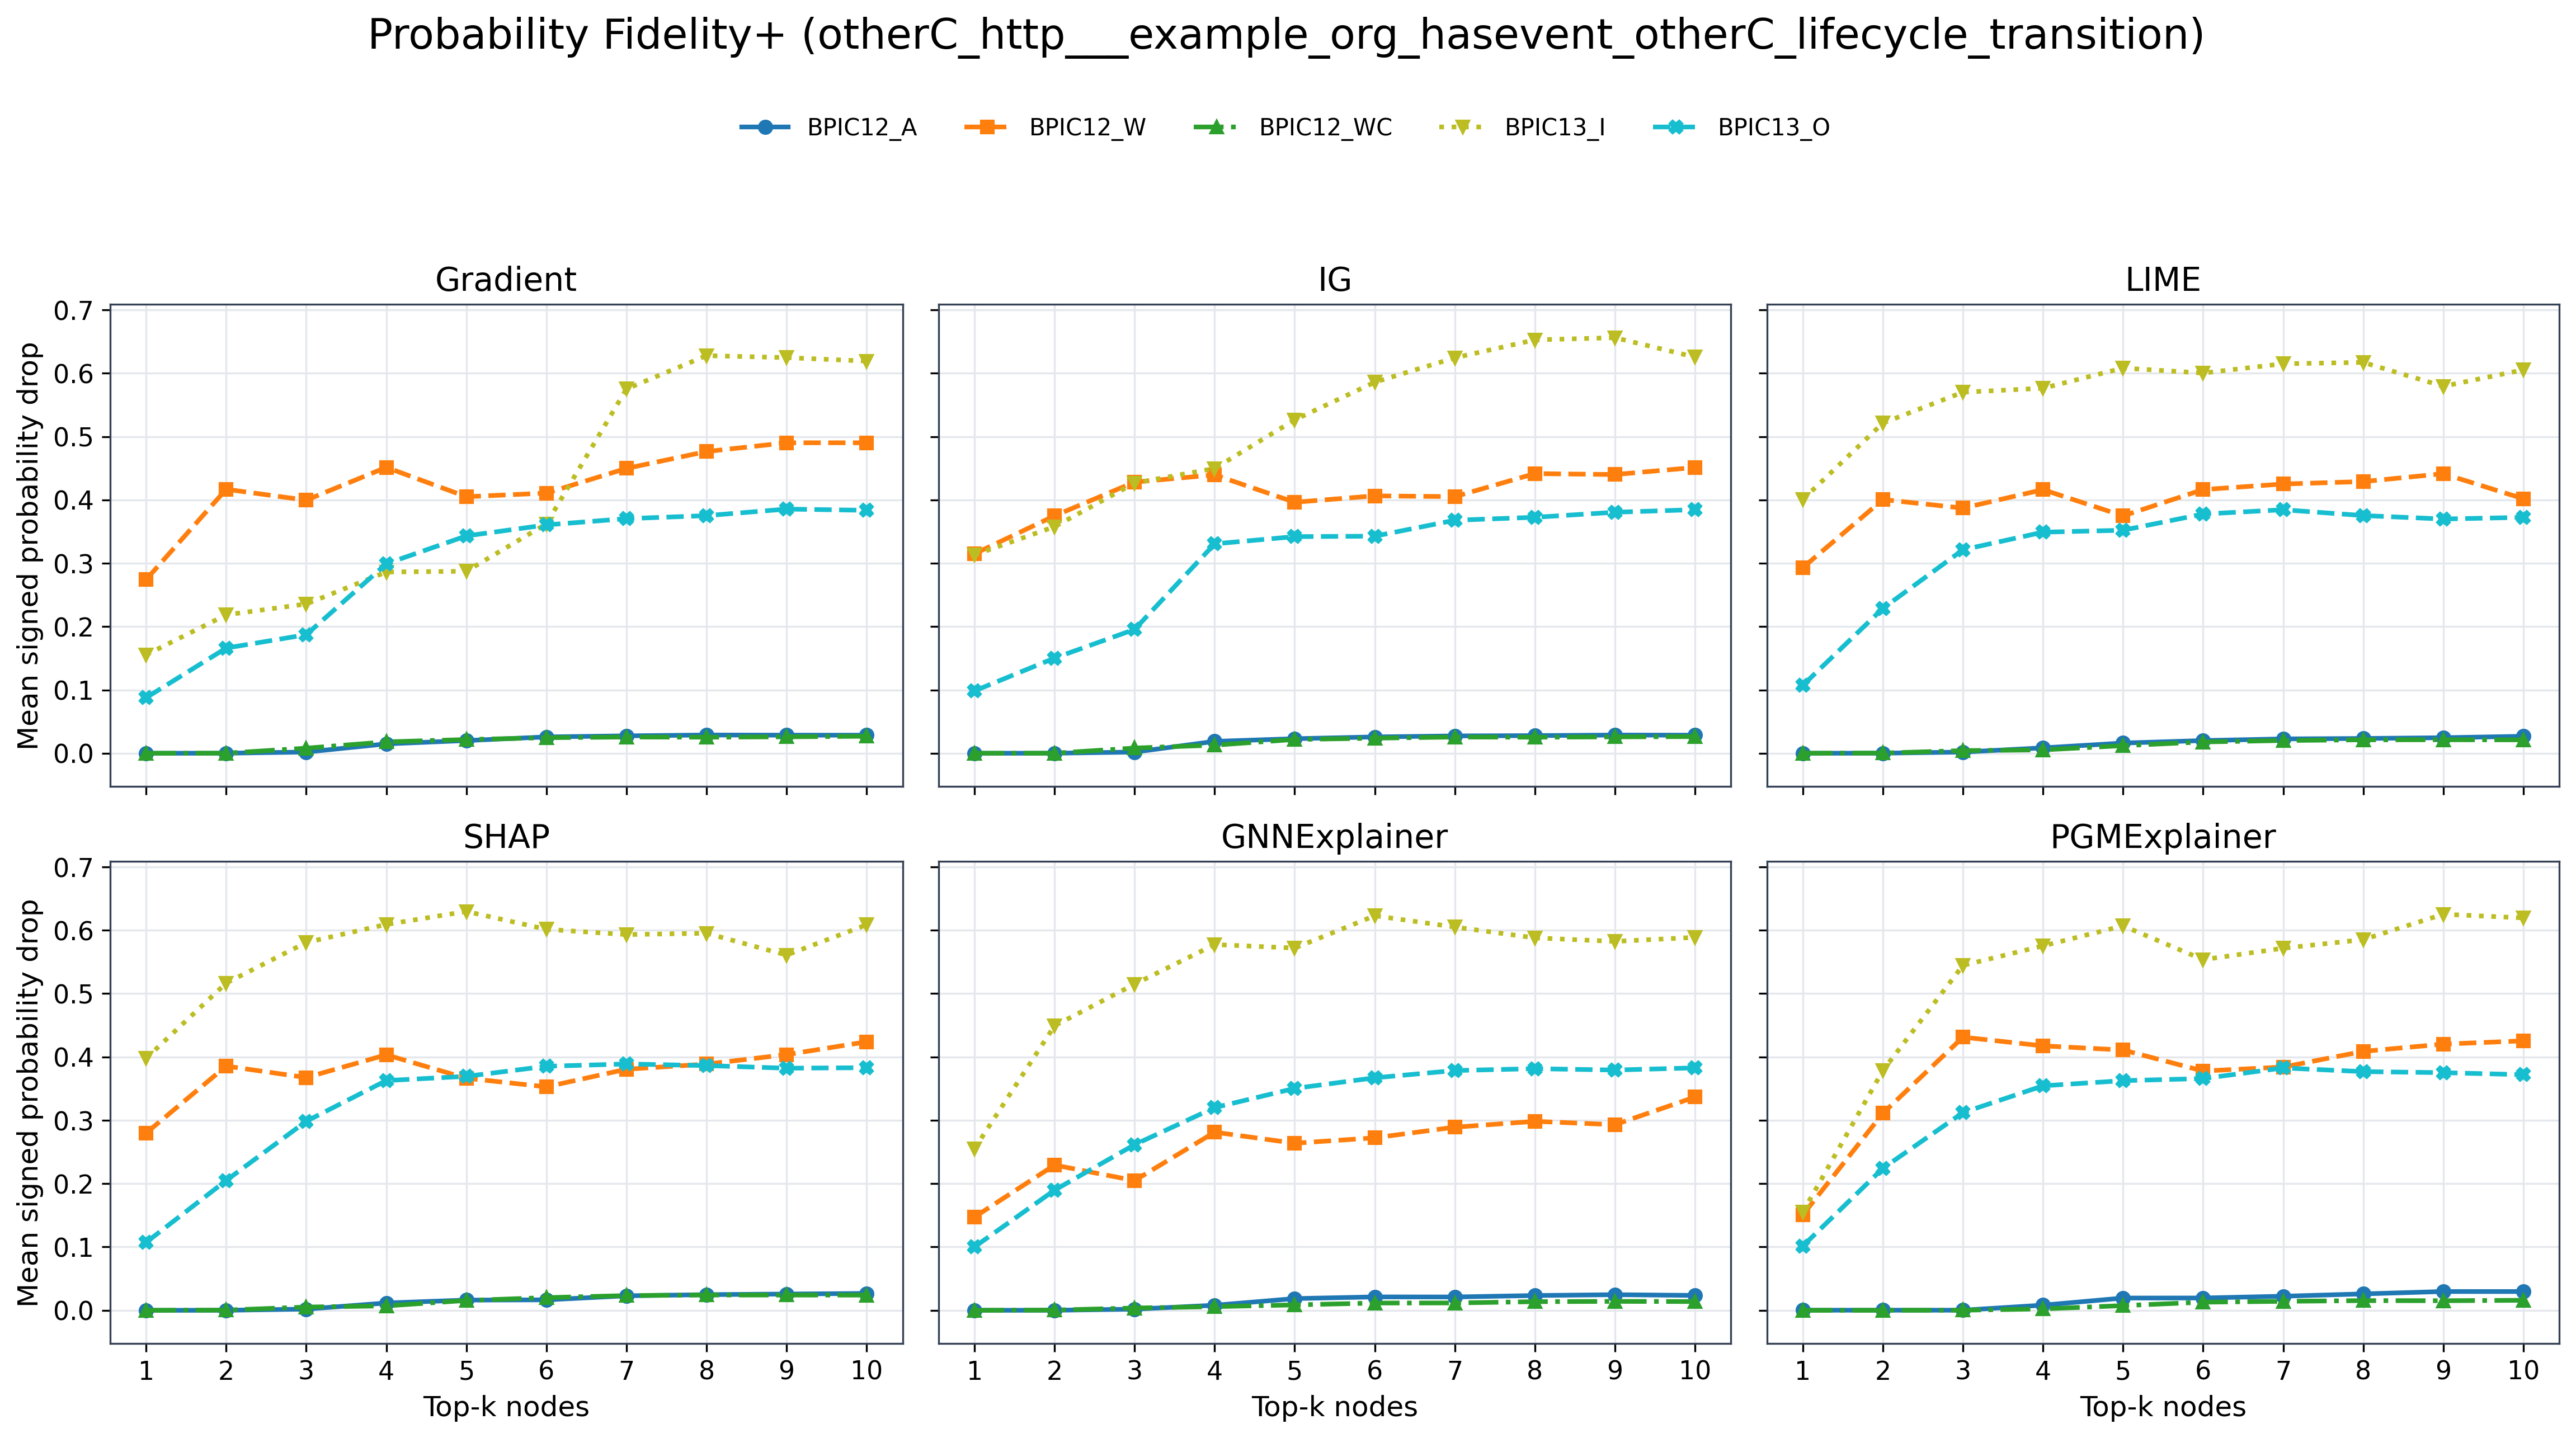 Probability Fidelity+ (otherC_http___example_org_hasevent_otherC_lifecycle_transition)
BPIC12_A BPIC12_W BPIC12_WC BPIC13_I BPIC13_O
Gradient IG LIME
Mean signed probability drop
0.7
0.6
0.5
0.4
0.3
0.2
0.1
0.0
SHAP GNNExplainer PGMExplainer
Mean signed probability drop
0.7
0.6
0.5
0.4
0.3
0.2
0.1
0.0
1 2 3 4 5 6 7 8 9 10 1 2 3 4 5 6 7 8 9 10 1 2 3 4 5 6 7 8 9 10
Top-k nodes Top-k nodes Top-k nodes